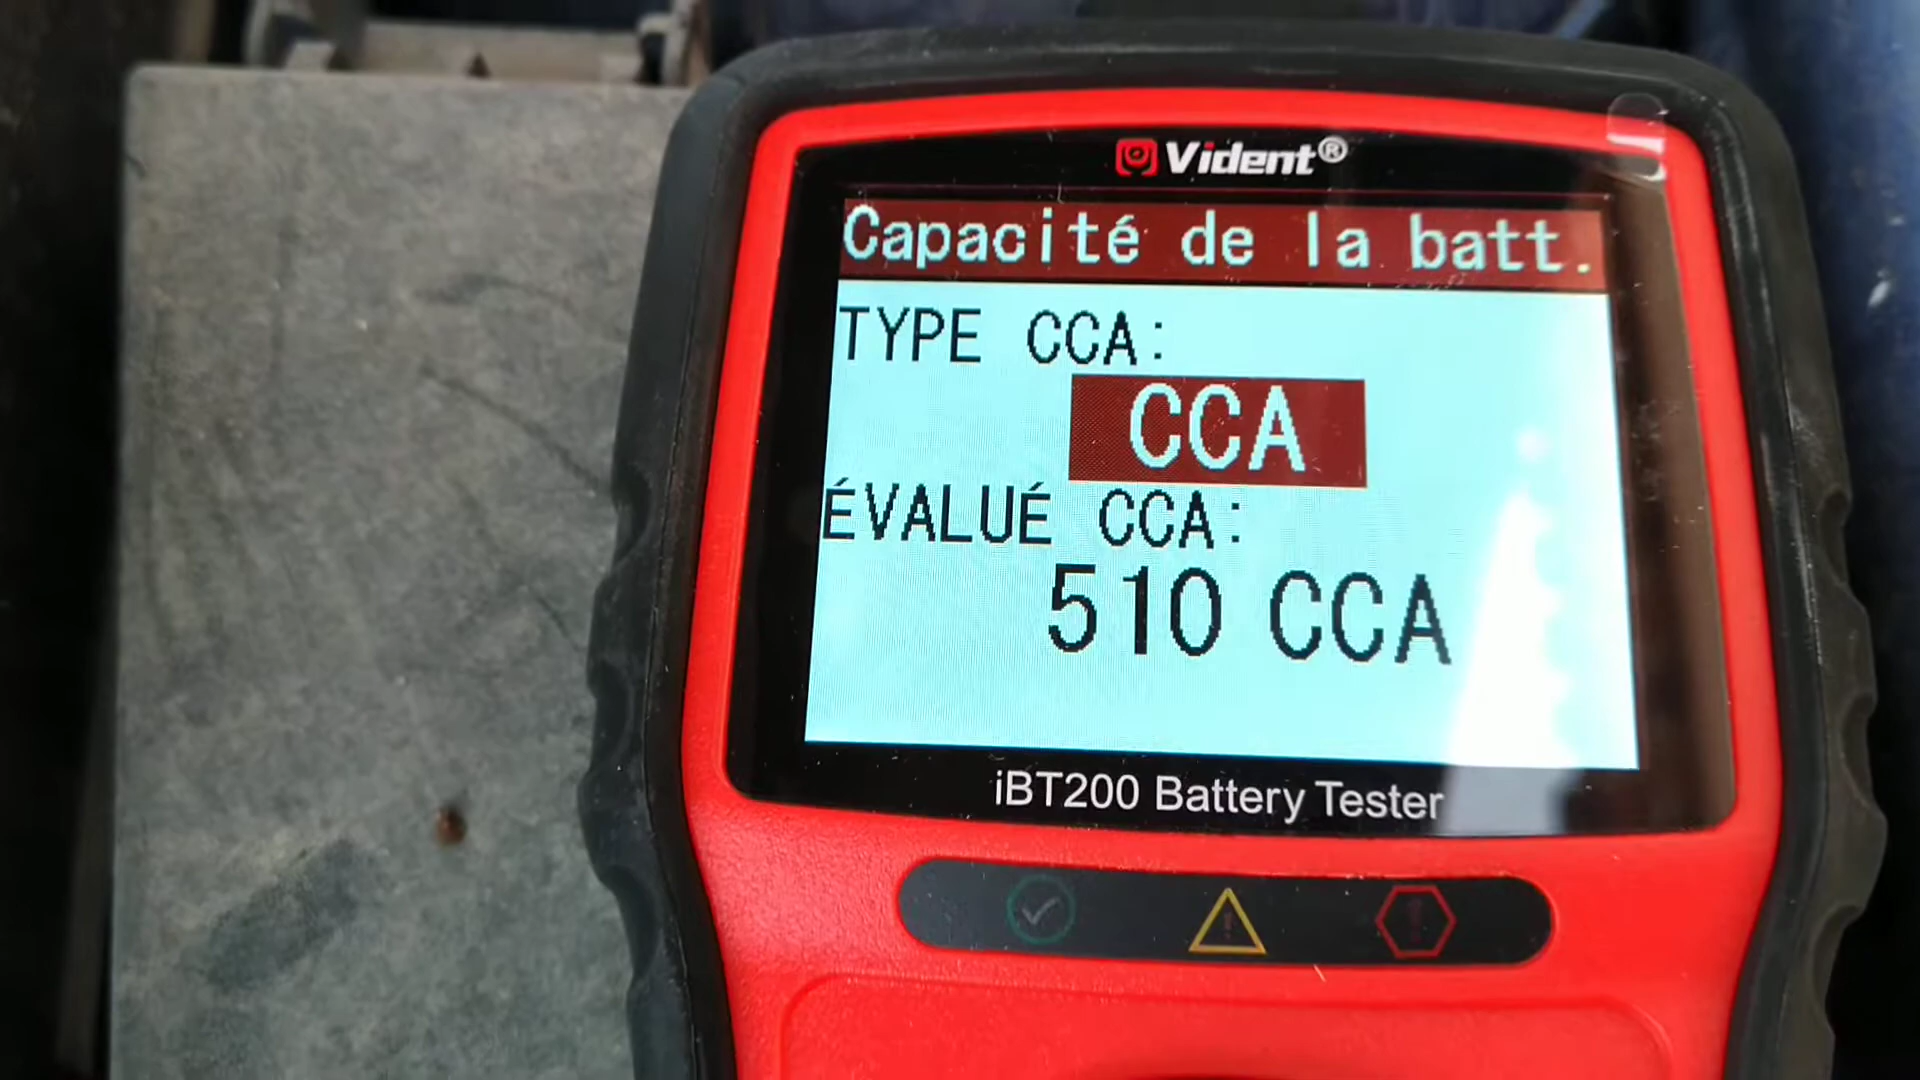 Vident®
Capacité de la batt.
TYPE CCA:
CCA
ÉVALUÉ CCA:
510 CCA
iBT200 Battery Tester